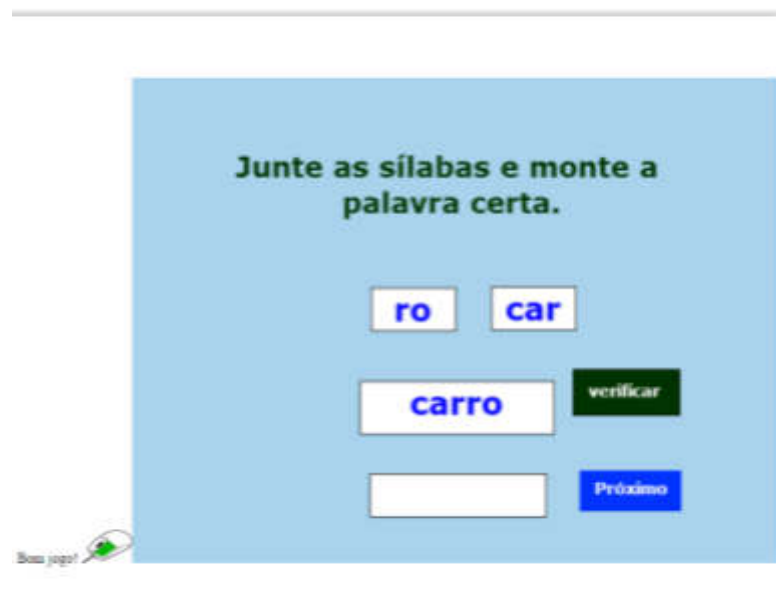 Junte as sílabas e monte a
palavra certa.
ro car
carro
verificar
Próximo
Bom jogo!